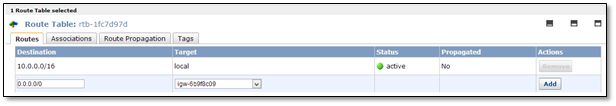 1 Route Table selected
Route Table: rtb-1fc7d97d
Routes Associations Route Propagation Tags
Destination Target Status Propagated Actions
10.0.0.0/16 local active No Remove
0.0.0.0/0 igw-6b9f8c09 Add